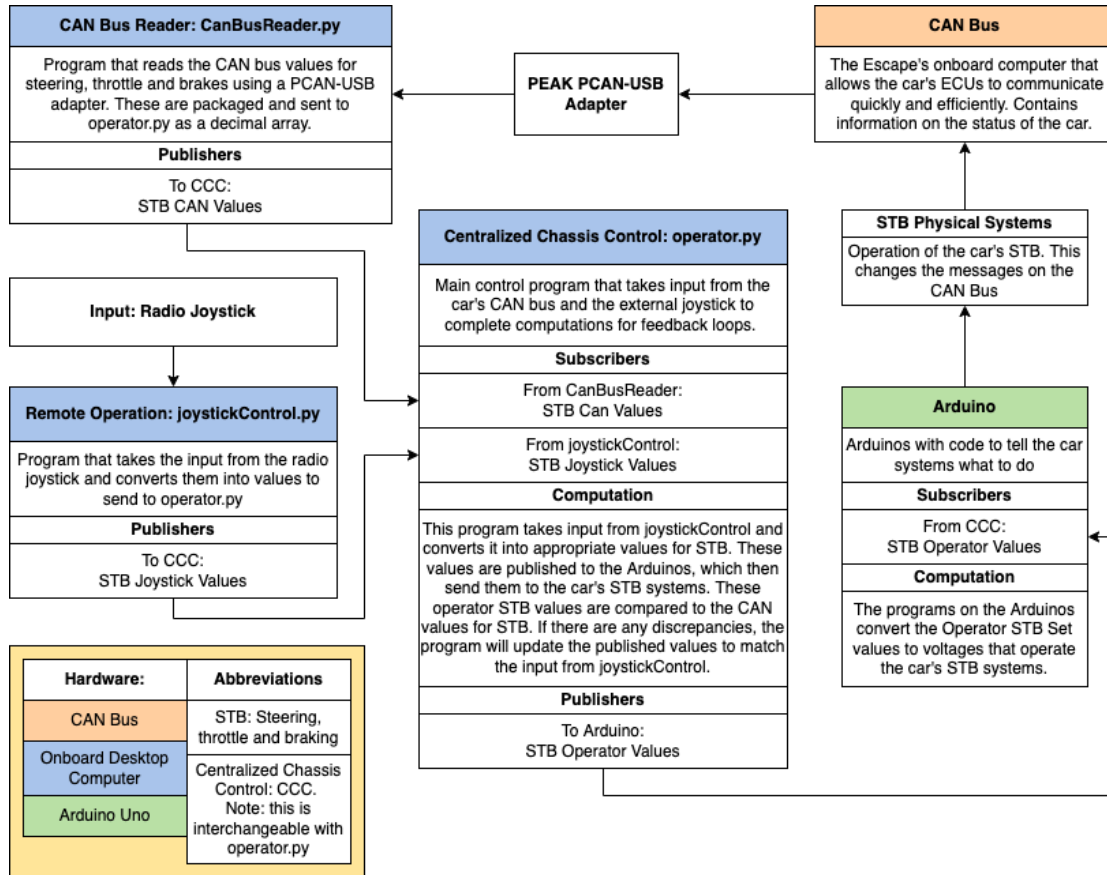 CAN Bus Reader: CanBusReader.py
Program that reads the CAN bus values for
steering, throttle and brakes using a PCAN-USB
adapter. These are packaged and sent to
operator.py as a decimal array.
Publishers
To CCC:
STB CAN Values
PEAK PCAN-USB
Adapter
CAN Bus
The Escape's onboard computer that
allows the car's ECUs to communicate
quickly and efficiently. Contains
information on the status of the car.
STB Physical Systems
Operation of the car's STB. This
changes the messages on the
CAN Bus
Input: Radio Joystick
Remote Operation: joystickControl.py
Program that takes the input from the radio
joystick and converts them into values to
send to operator.py
Publishers
To CCC:
STB Joystick Values
Centralized Chassis Control: operator.py
Main control program that takes input from the
car's CAN bus and the external joystick to
complete computations for feedback loops.
Subscribers
From CanBusReader:
STB Can Values
From joystickControl:
STB Joystick Values
Computation
This program takes input from joystickControl and
converts it into appropriate values for STB. These
values are published to the Arduinos, which then
send them to the car's STB systems. These
operator STB values are compared to the CAN
values for STB. If there are any discrepancies, the
program will update the published values to match
the input from joystickControl.
Publishers
To Arduino:
STB Operator Values
Arduino
Arduinos with code to tell the car
systems what to do
Subscribers
From CCC:
STB Operator Values
Computation
The programs on the Arduinos
convert the Operator STB Set
values to voltages that operate
the car's STB systems.
Hardware:
CAN Bus
Onboard Desktop
Computer
Arduino Uno
Abbreviations
STB: Steering,
throttle and braking
Centralized Chassis
Control: CCC.
Note: this is
interchangeable with
operator.py